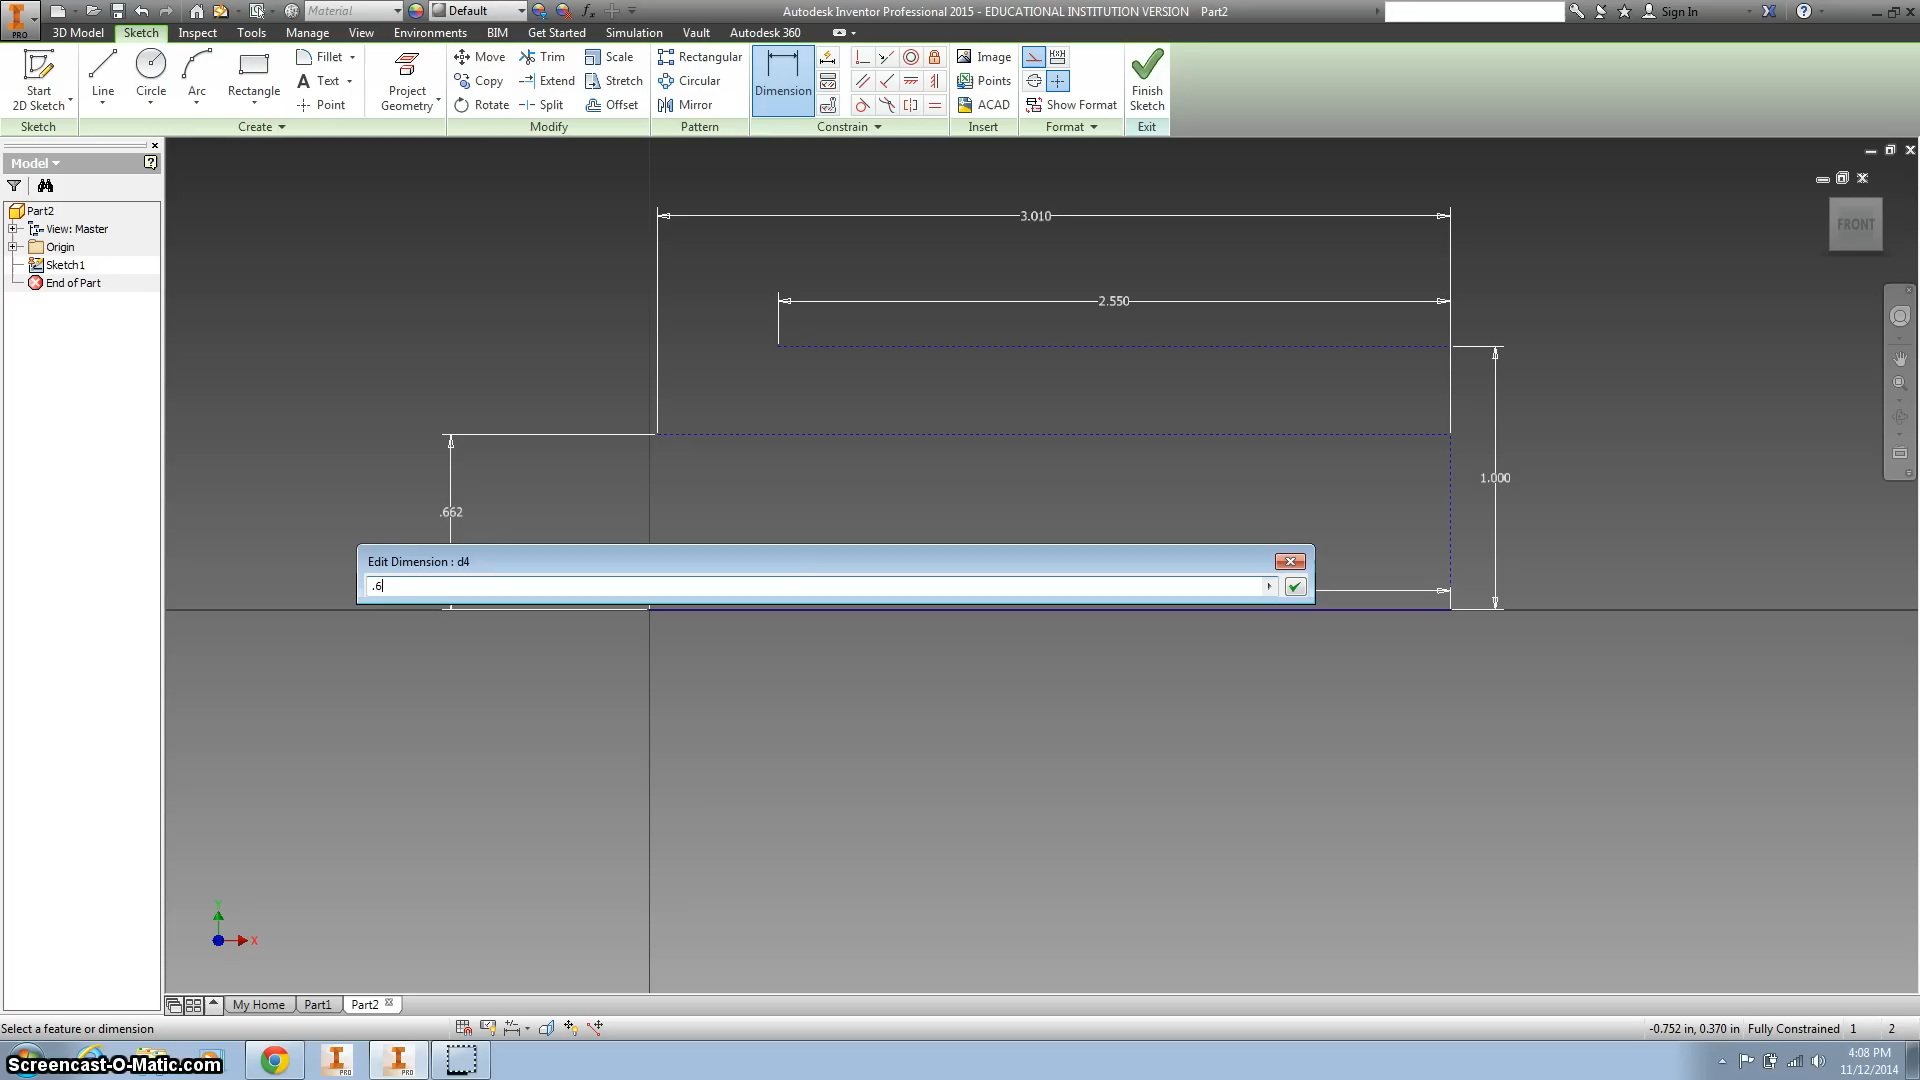 PRO
Material
Default
Autodesk Inventor Professional 2015 - EDUCATIONAL INSTITUTION VERSION Part2
Sign In
3D Model Sketch Inspect Tools Manage View Environments BIM Get Started Simulation Vault Autodesk 360
Start
2D Sketch
Line
Circle
Arc
Rectangle
Fillet
Text
Point
Project
Geometry
Move
Copy
Rotate
Trim
Extend
Split
Scale
Stretch
Offset
Rectangular
Circular
Mirror
Dimension
Image
Points
ACAD
Show Format
Finish
Sketch
Sketch Create Modify Pattern Constrain Insert Format Exit
Model
Part2
View: Master
Origin
Sketch1
End of Part
3.010
2.550
1.000
.662
FRONT
Edit Dimension : d4
.6
Y
X
My Home Part1 Part2
Select a feature or dimension
-0.752 in, 0.370 in Fully Constrained 1 2
Screencast-O-Matic.com
PRO
PRO
4:08 PM
11/12/2014